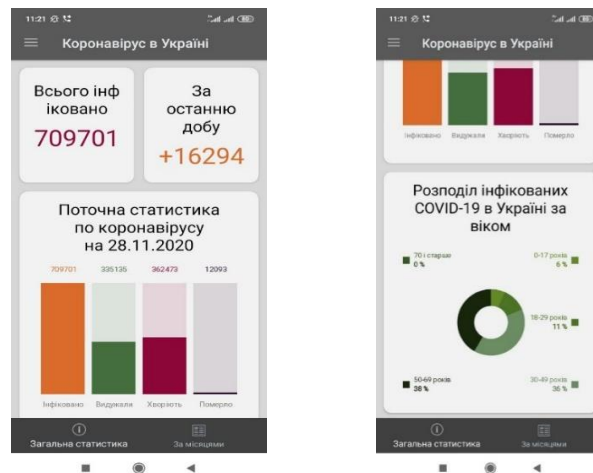 11:21
Коронавірус в Україні
Всього інф
іковано
709701
За
останню
добу
+16294
Поточна статистика
по коронавірусу
на 28.11.2020
709701 335135 362473 12093
Інфіковано Видужали Хворіють Померло
Загальна статистика За місяцями
11:21
Коронавірус в Україні
Інфіковано Видужали Хворіють Померло
Розподіл інфікованих
COVID-19 в Україні за
віком
70 і старше
0 %
0-17 років
6 %
18-29 років
11 %
50-69 років
38 %
30-49 років
36 %
Загальна статистика За місяцями